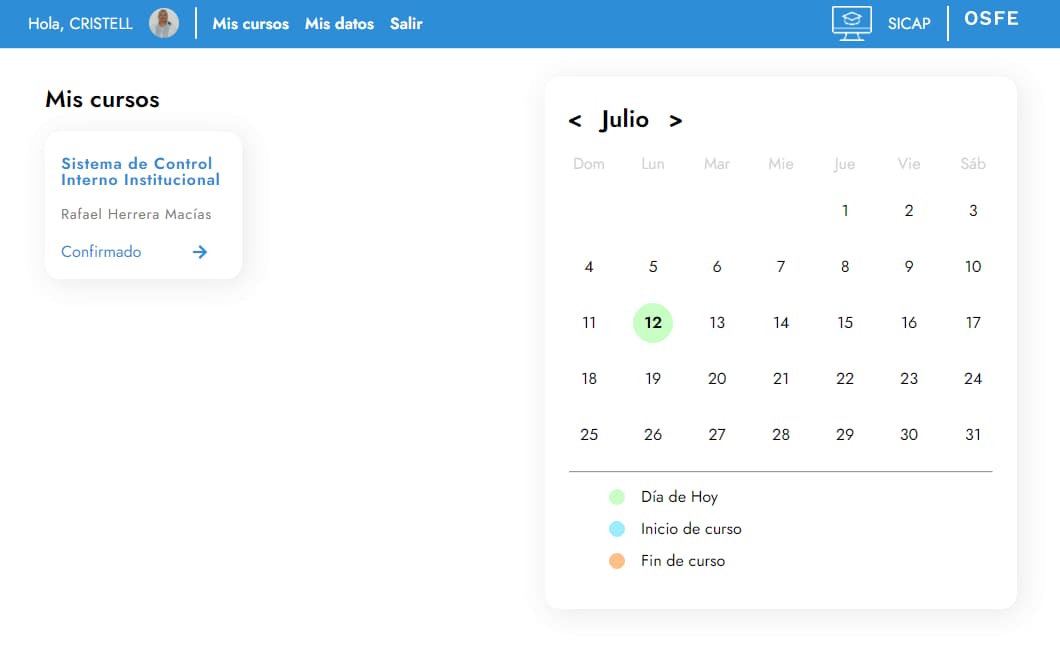 Hola, CRISTELL
Mis cursos Mis datos Salir
SICAP
OSFE
Mis cursos
Sistema de Control
Interno Institucional
Rafael Herrera Macías
Confirmado →
< Julio >
Dom Lun Mar Mie Jue Vie Sáb
1 2 3
4 5 6 7 8 9 10
11 12 13 14 15 16 17
18 19 20 21 22 23 24
25 26 27 28 29 30 31
Día de Hoy
Inicio de curso
Fin de curso